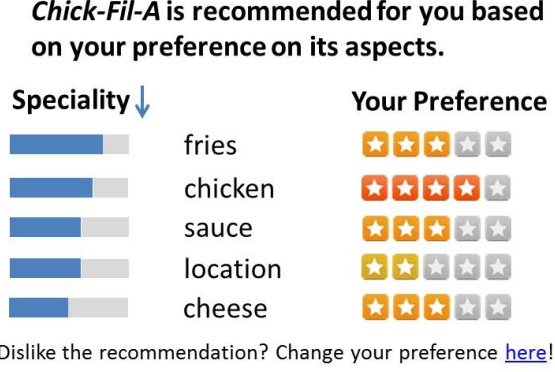 Chick-Fil-A is recommended for you based
on your preference on its aspects.
Speciality Your Preference
fries
chicken
sauce
location
cheese
Dislike the recommendation? Change your preference here!